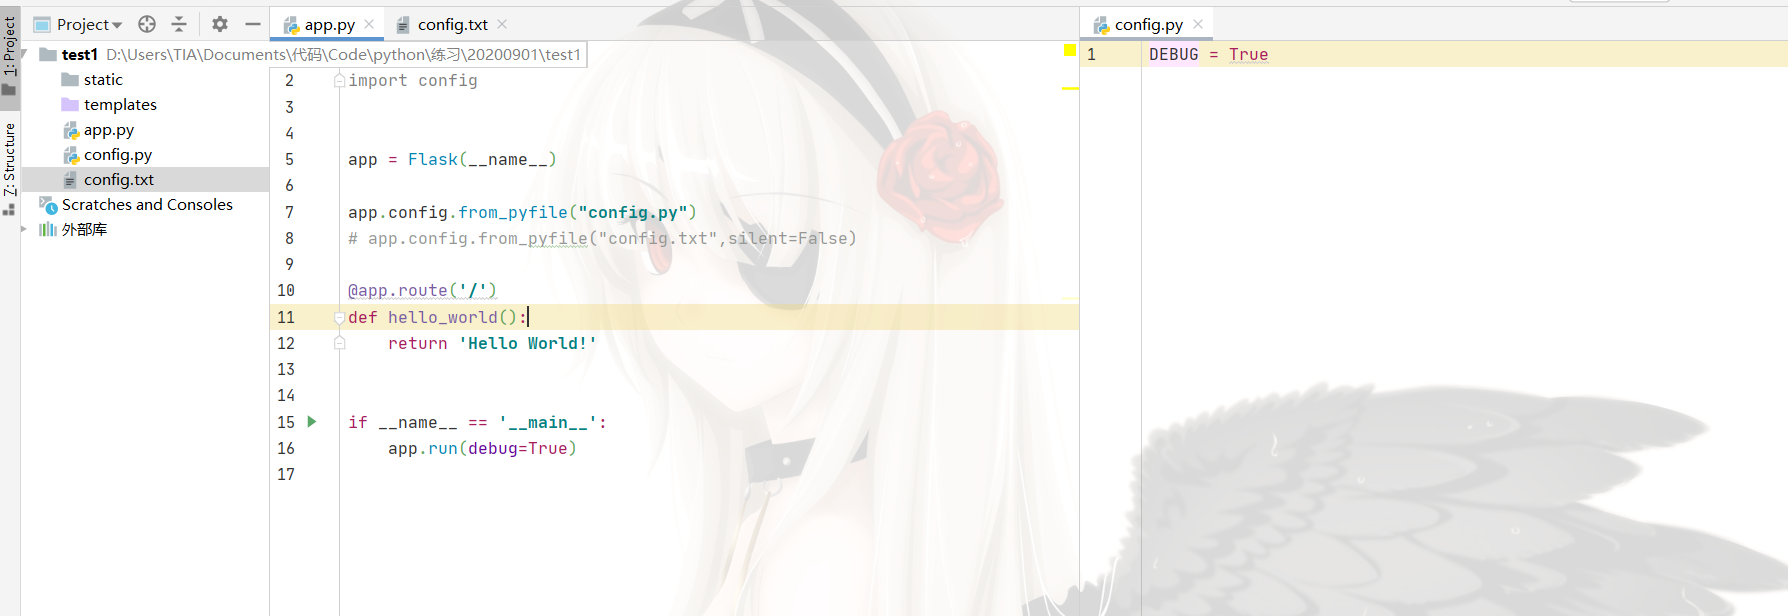 1: Project
Z: Structure
Project
test1 D:\Users\TIA\Documents\代码\Code\python\练习\20200901\test1
static
templates
app.py
config.py
config.txt
Scratches and Consoles
外部库
app.py
config.txt
2 import config
3
4
5 app = Flask(__name__)
6
7 app.config.from_pyfile("config.py")
8 # app.config.from_pyfile("config.txt",silent=False)
9
10 @app.route('/')
11 def hello_world():
12     return 'Hello World!'
13
14
15 if __name__ == '__main__':
16     app.run(debug=True)
17
config.py
1 DEBUG = True